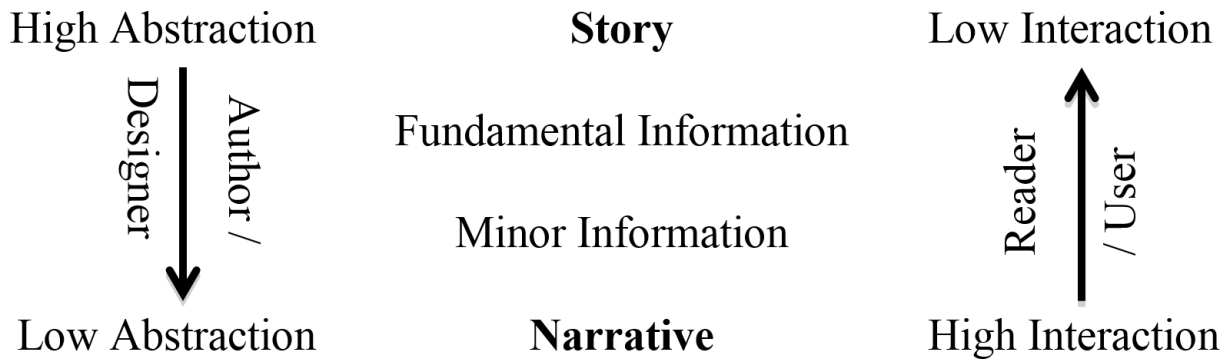 High Abstraction
Story
Low Interaction
Author /
Designer
Fundamental Information
Minor Information
Reader
/ User
Low Abstraction
Narrative
High Interaction